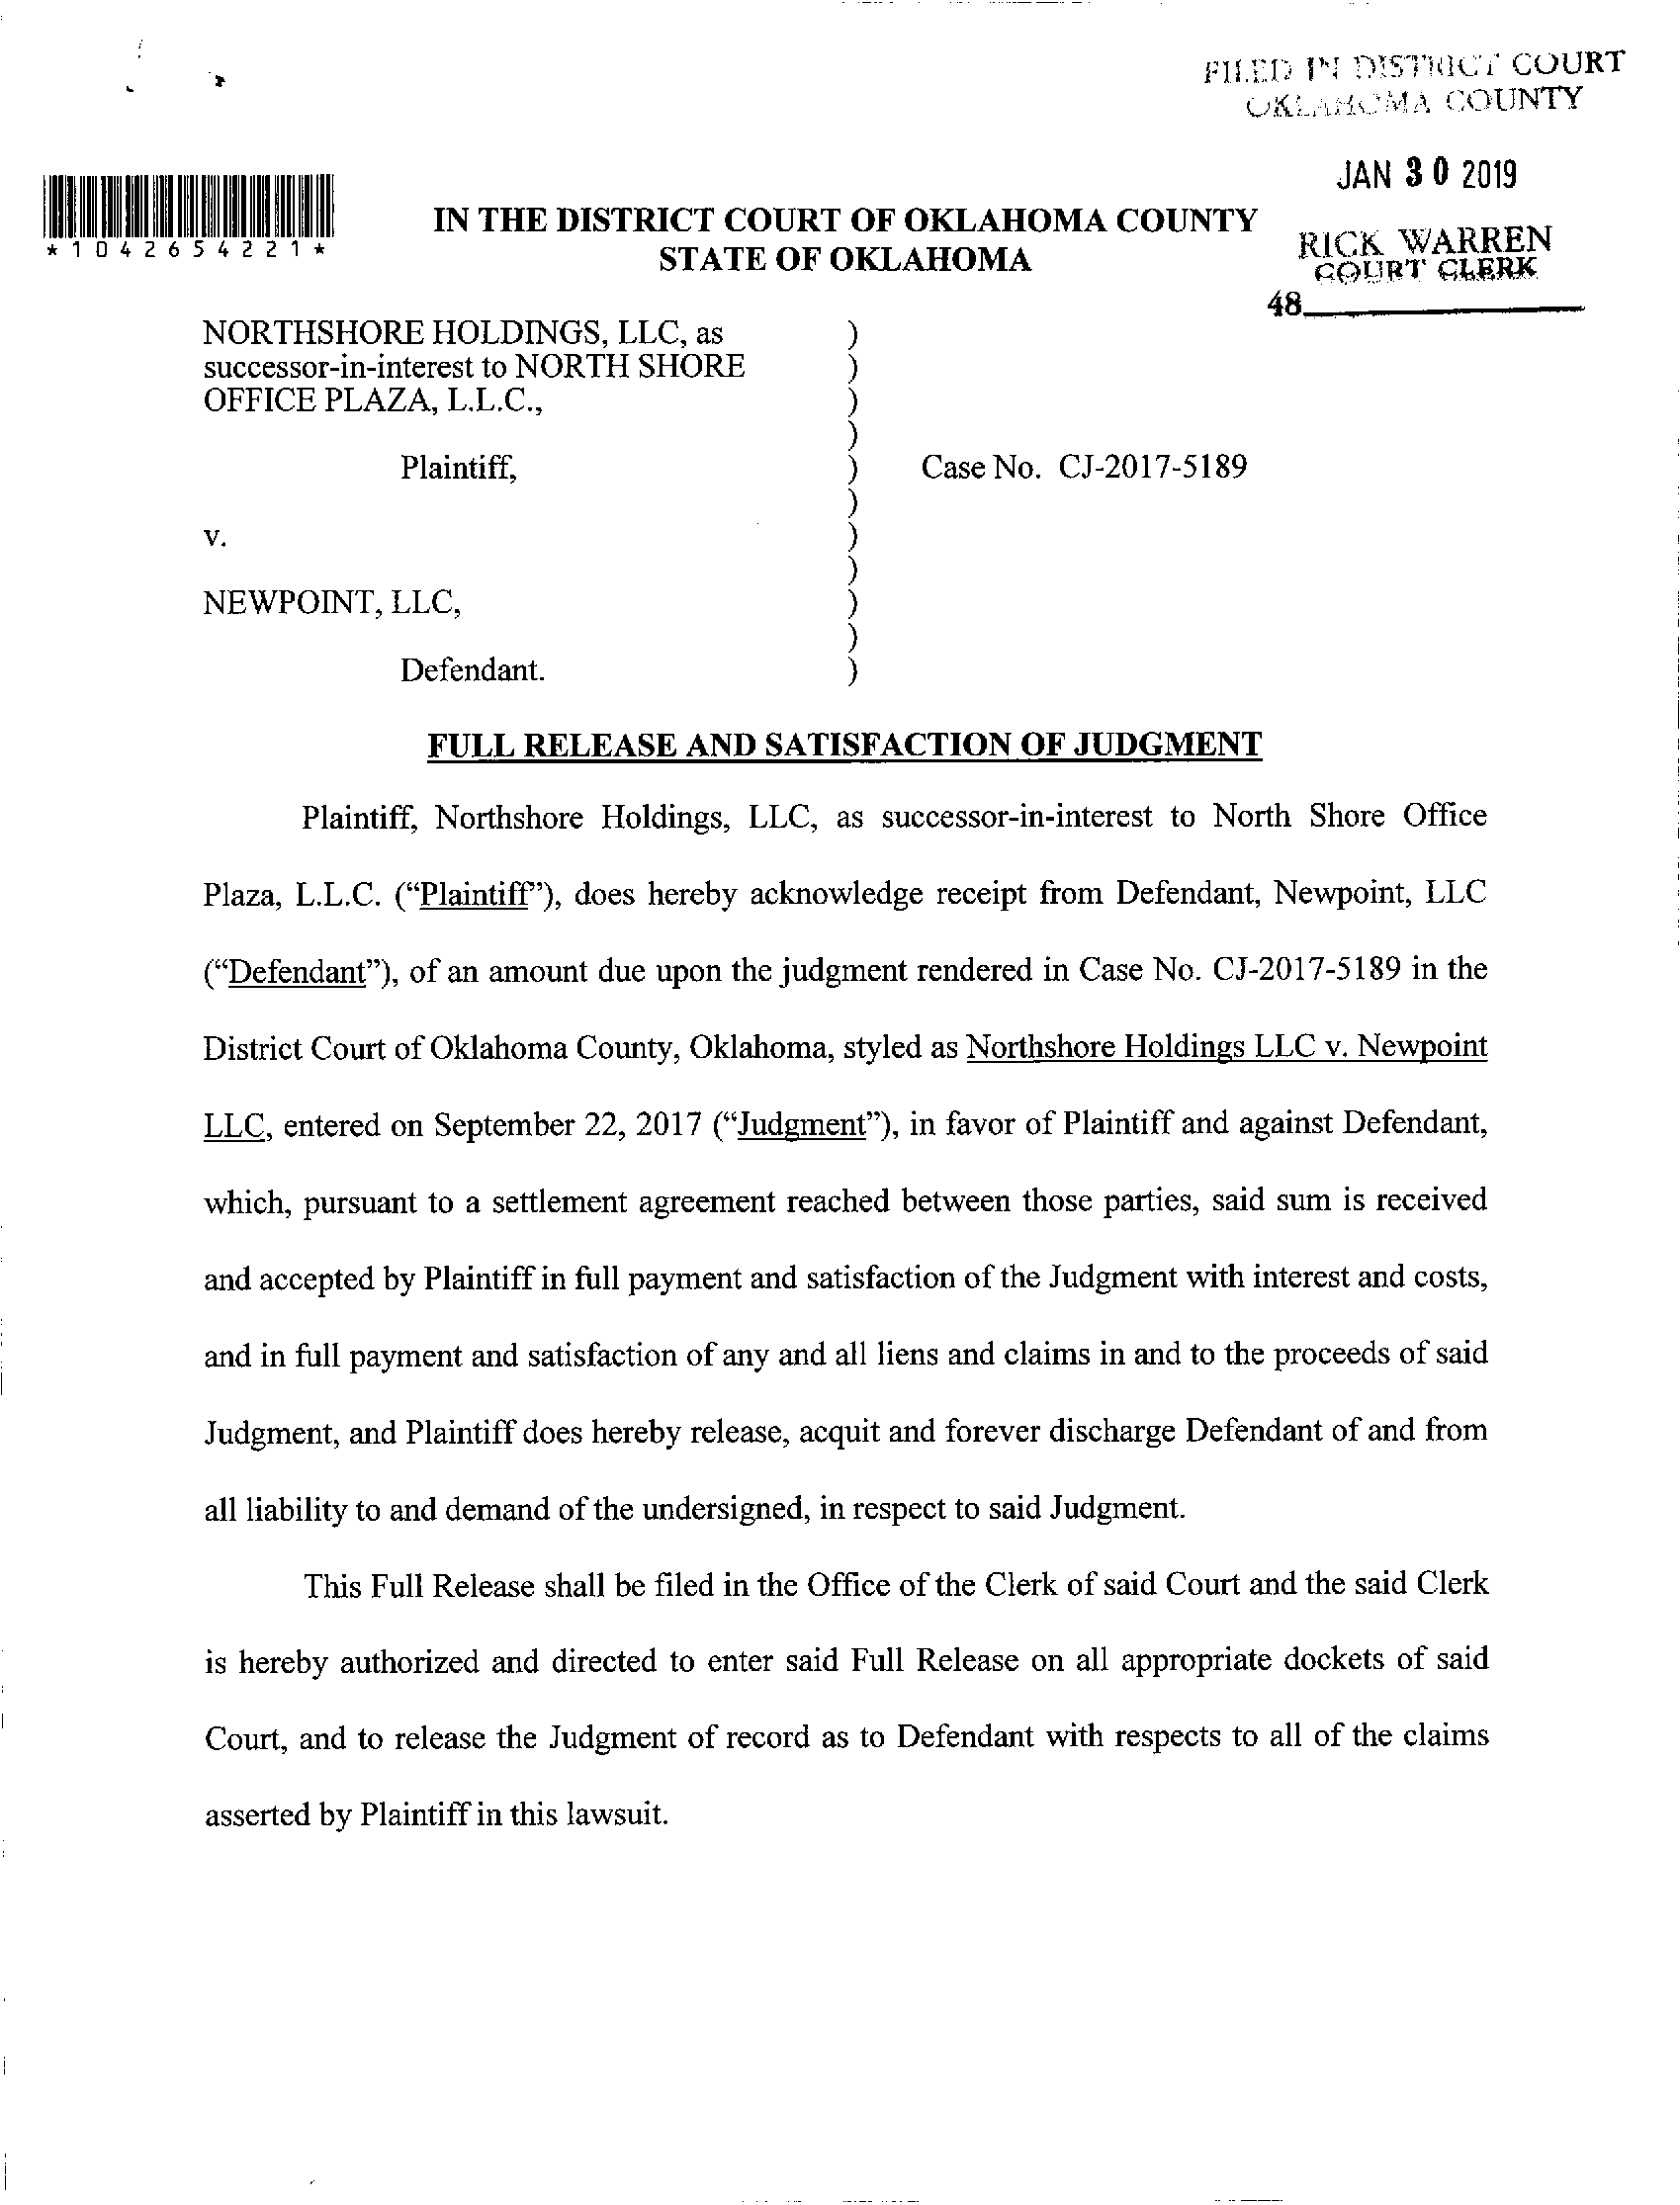 FILED IN DISTRICT COURT
OKLAHOMA COUNTY
JAN 30 2019
*1042654221*
IN THE DISTRICT COURT OF OKLAHOMA COUNTY
STATE OF OKLAHOMA
RICK WARREN
COURT CLERK
48
NORTHSHORE HOLDINGS, LLC, as )
successor-in-interest to NORTH SHORE )
OFFICE PLAZA, L.L.C., )
)
Plaintiff, ) Case No. CJ-2017-5189
)
v. )
)
NEWPOINT, LLC, )
)
Defendant. )
FULL RELEASE AND SATISFACTION OF JUDGMENT
Plaintiff, Northshore Holdings, LLC, as successor-in-interest to North Shore Office
Plaza, L.L.C. (“Plaintiff”), does hereby acknowledge receipt from Defendant, Newpoint, LLC
(“Defendant”), of an amount due upon the judgment rendered in Case No. CJ-2017-5189 in the
District Court of Oklahoma County, Oklahoma, styled as Northshore Holdings LLC v. Newpoint
LLC, entered on September 22, 2017 (“Judgment”), in favor of Plaintiff and against Defendant,
which, pursuant to a settlement agreement reached between those parties, said sum is received
and accepted by Plaintiff in full payment and satisfaction of the Judgment with interest and costs,
and in full payment and satisfaction of any and all liens and claims in and to the proceeds of said
Judgment, and Plaintiff does hereby release, acquit and forever discharge Defendant of and from
all liability to and demand of the undersigned, in respect to said Judgment.
This Full Release shall be filed in the Office of the Clerk of said Court and the said Clerk
is hereby authorized and directed to enter said Full Release on all appropriate dockets of said
Court, and to release the Judgment of record as to Defendant with respects to all of the claims
asserted by Plaintiff in this lawsuit.